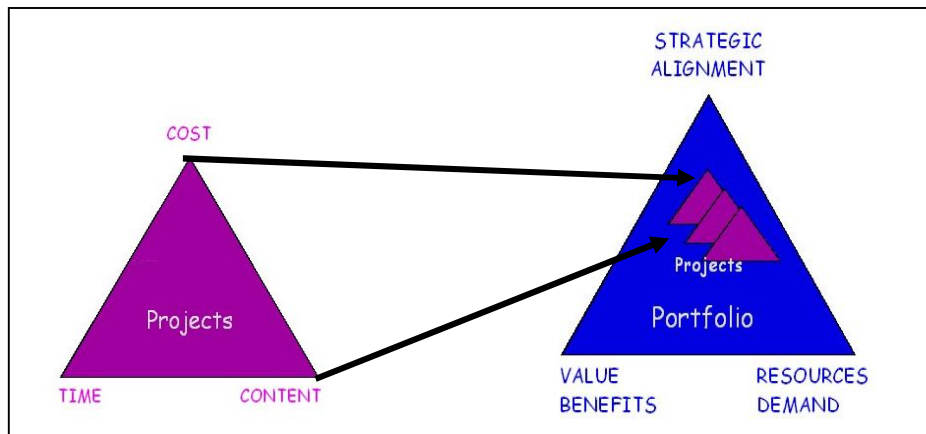 COST
Projects
TIME
CONTENT
STRATEGIC
ALIGNMENT
Projects
Portfolio
VALUE
BENEFITS
RESOURCES
DEMAND